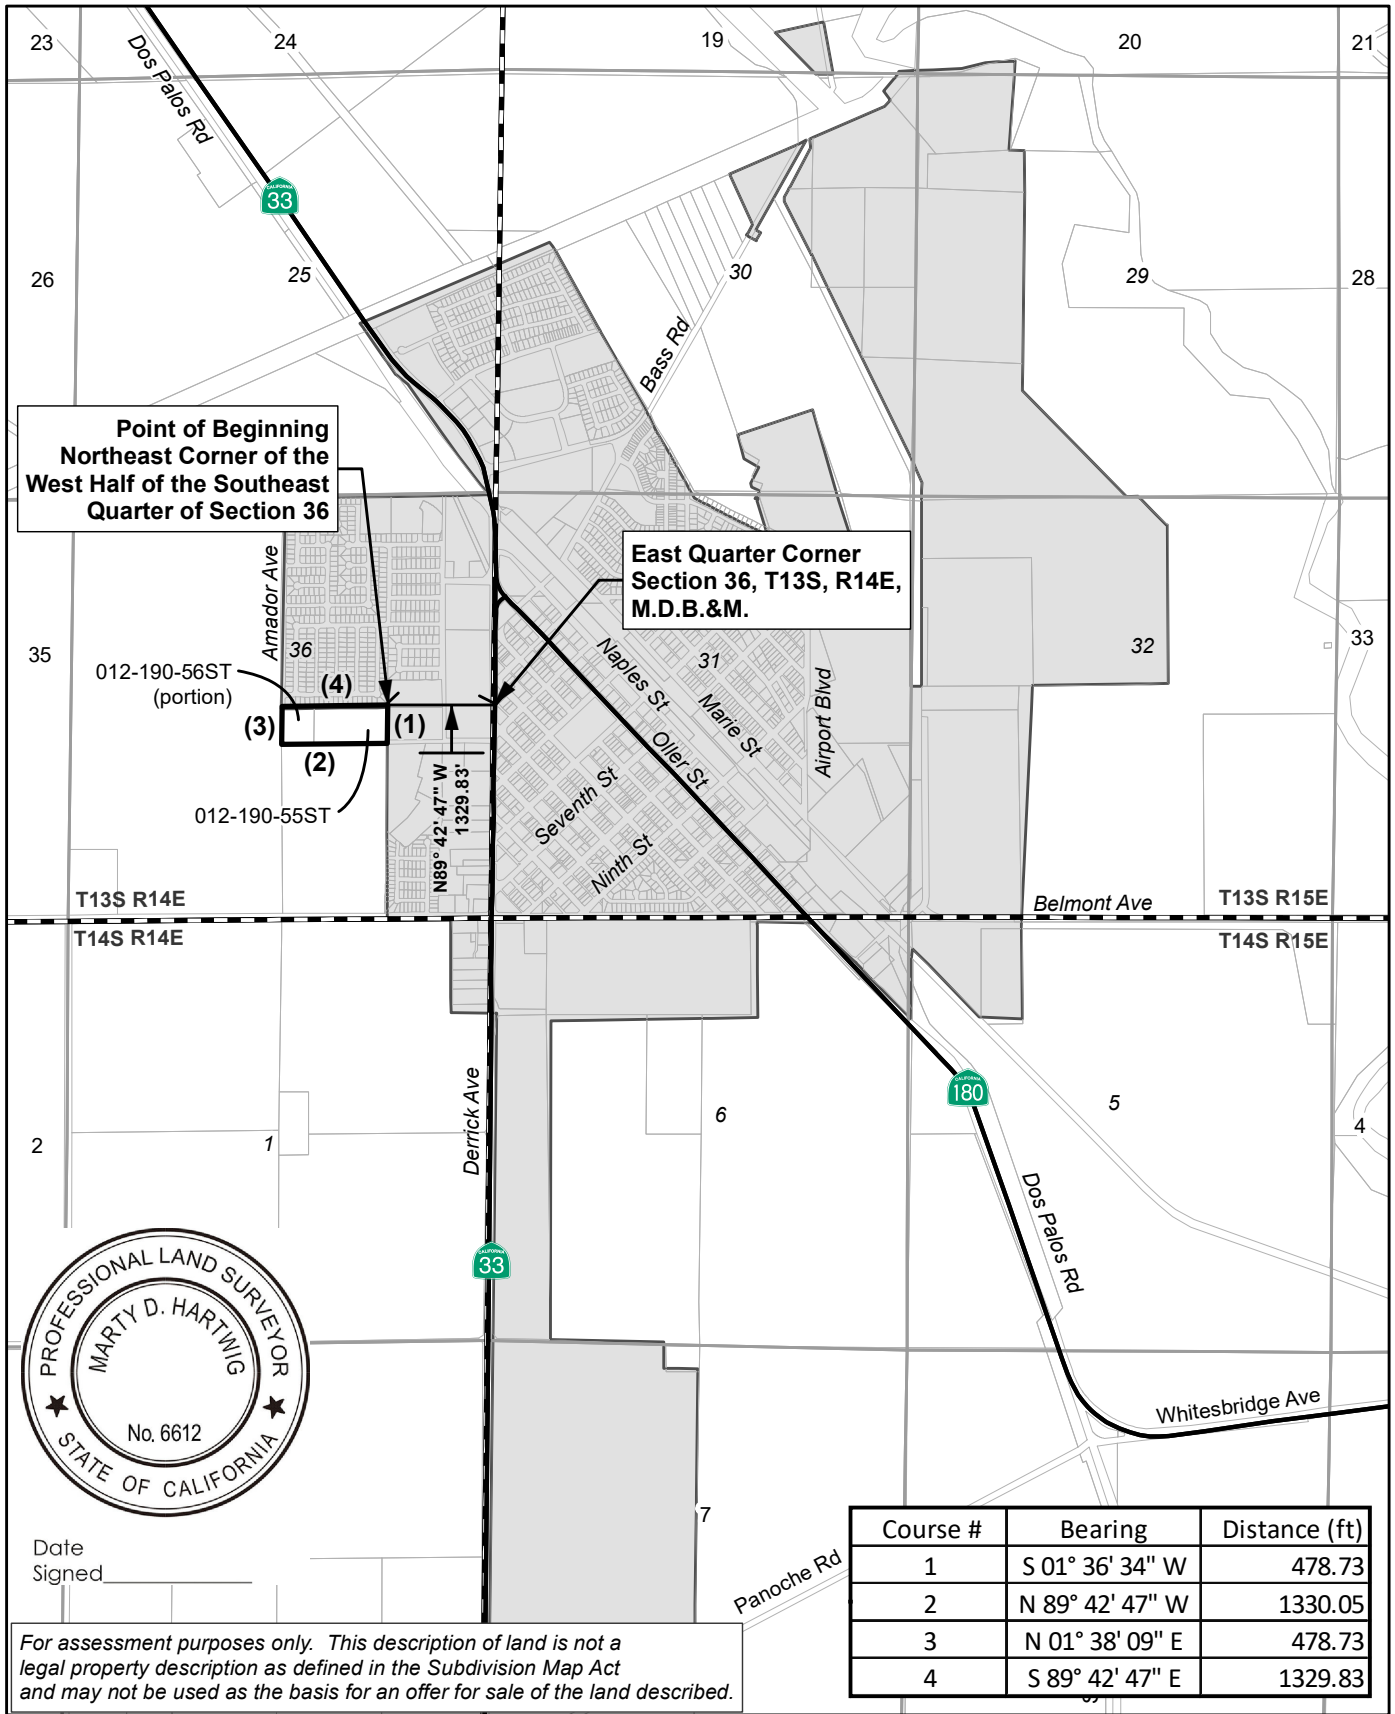 23
24
19
20
21
Dos Palos Rd
CALIFORNIA
33
26
25
30
29
28
Bass Rd
Point of Beginning
Northeast Corner of the
West Half of the Southeast
Quarter of Section 36
East Quarter Corner
Section 36, T13S, R14E,
M.D.B.&M.
Amador Ave
35
36
31
32
33
012-190-56ST
(portion)
(4)
(3)
(1)
(2)
012-190-55ST
N89° 42' 47" W
1329.83'
Naples St
Marie St
Oller St
Airport Blvd
Seventh St
Ninth St
T13S R14E
Belmont Ave
T13S R15E
T14S R14E
T14S R15E
Derrick Ave
CALIFORNIA
180
2
1
6
5
4
Dos Palos Rd
CALIFORNIA
33
PROFESSIONAL LAND SURVEYOR
MARTY D. HARTWIG
No. 6612
STATE OF CALIFORNIA
Whitesbridge Ave
7
Date
Signed
Panoche Rd
Course # Bearing Distance (ft)
1 S 01° 36' 34" W 478.73
2 N 89° 42' 47" W 1330.05
3 N 01° 38' 09" E 478.73
4 S 89° 42' 47" E 1329.83
For assessment purposes only. This description of land is not a
legal property description as defined in the Subdivision Map Act
and may not be used as the basis for an offer for sale of the land described.